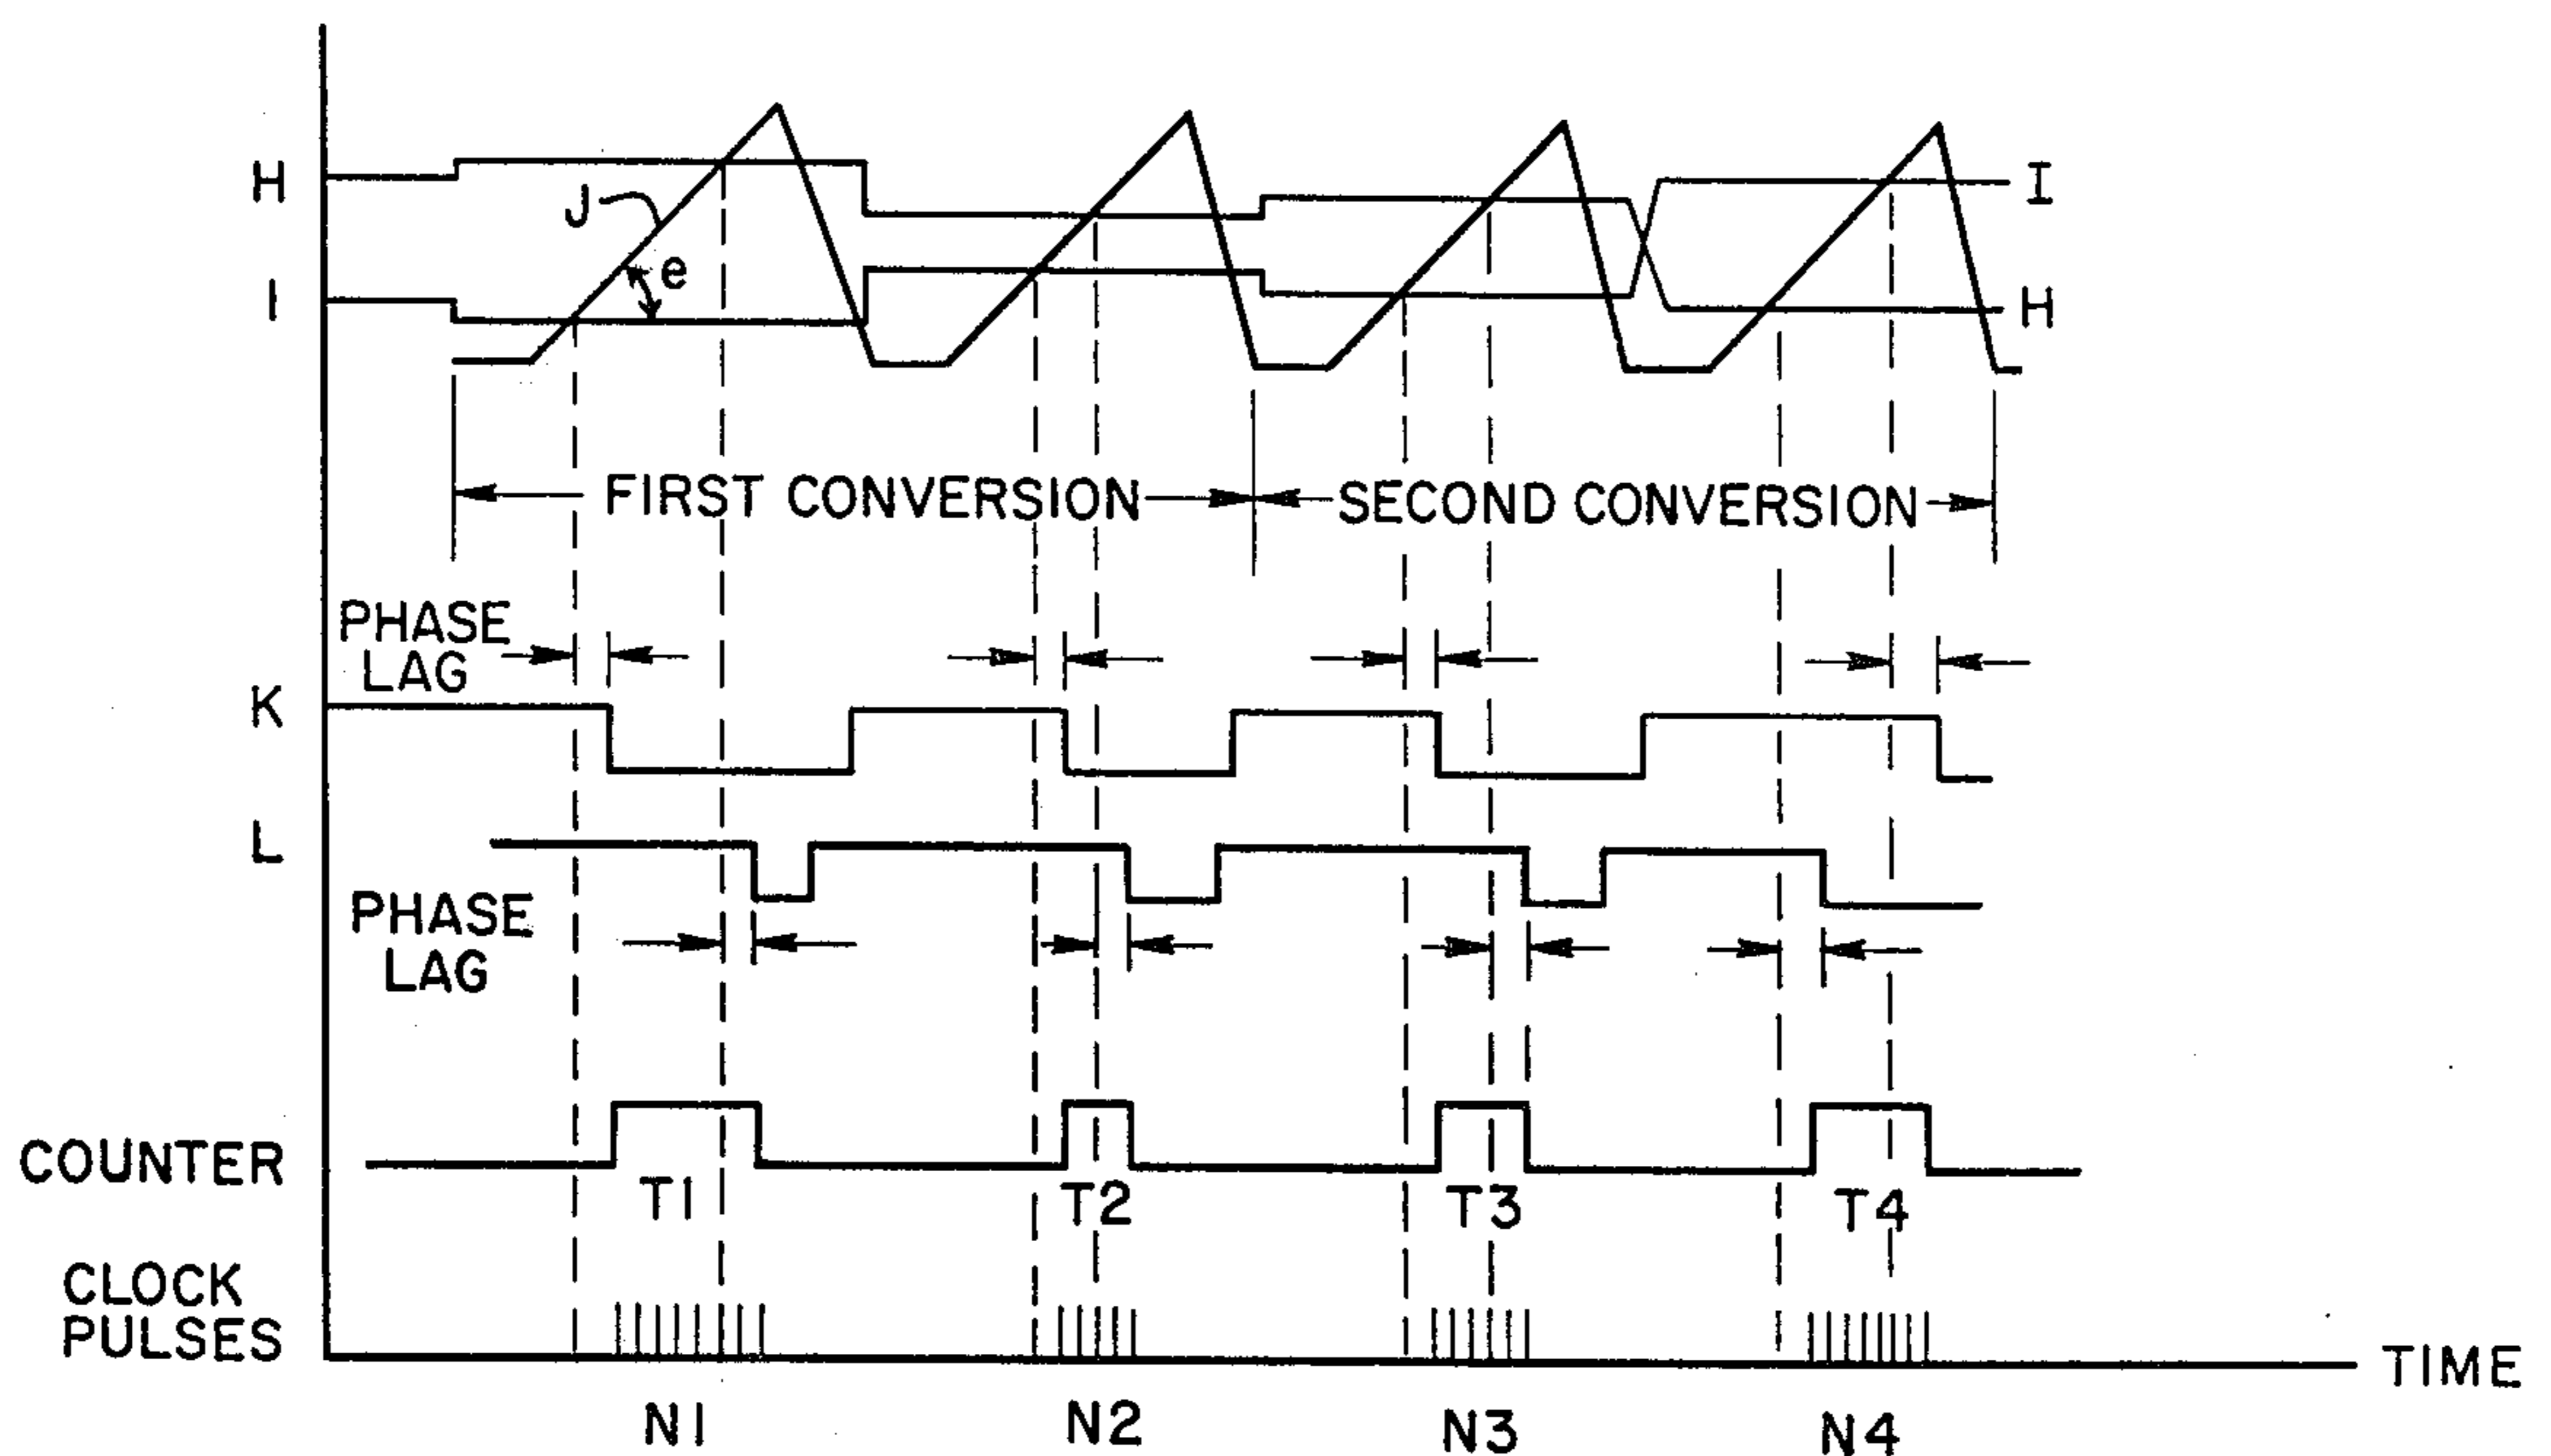 H
I
J
e
I
H
FIRST CONVERSION
SECOND CONVERSION
PHASE
LAG
K
L
PHASE
LAG
COUNTER
T1
T2
T3
T4
CLOCK
PULSES
TIME
N1
N2
N3
N4